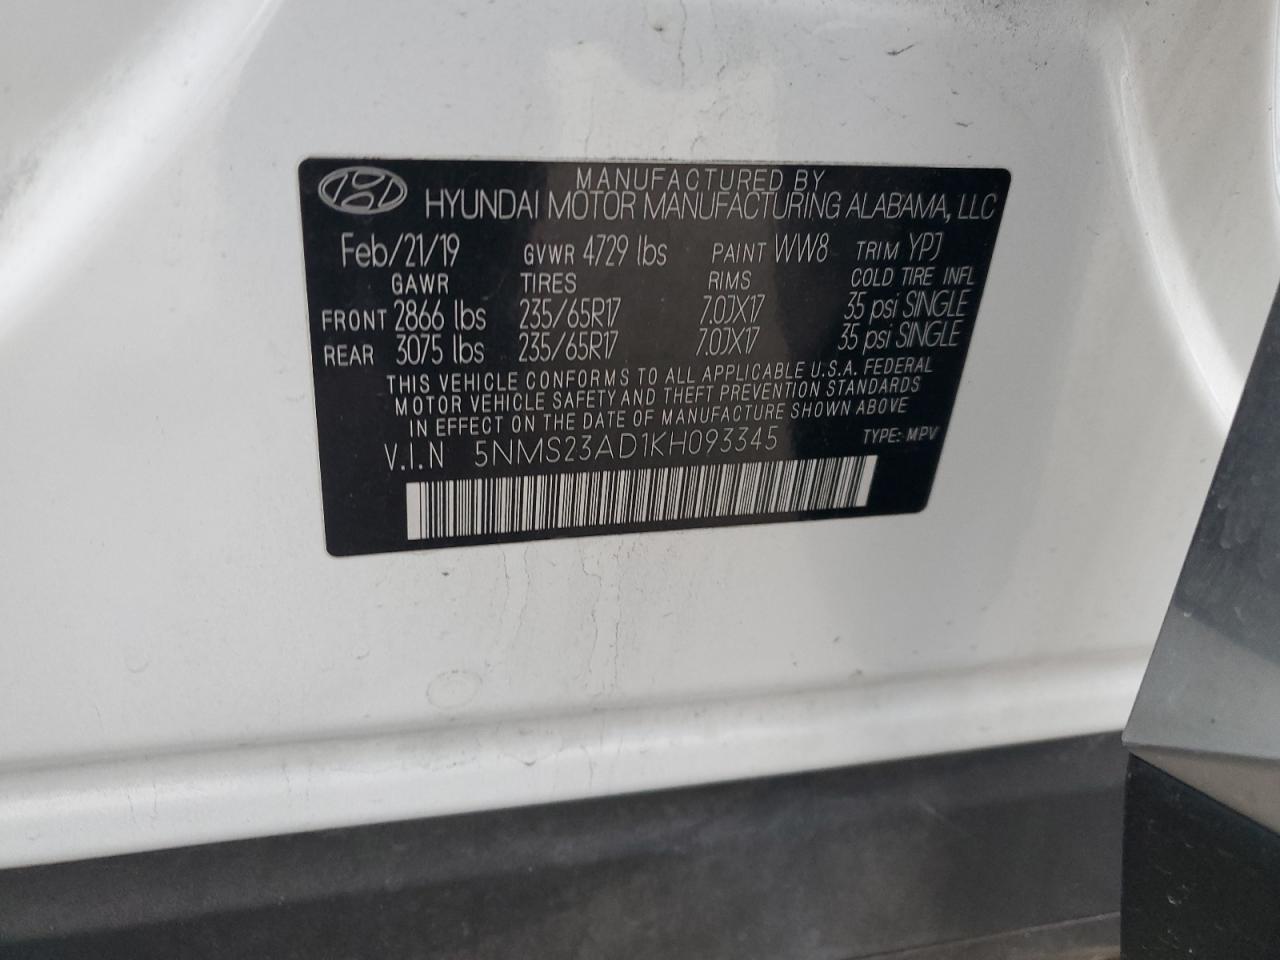 MANUFACTURED BY
HYUNDAI MOTOR MANUFACTURING ALABAMA, LLC
Feb/21/19 GVWR 4729 lbs PAINT WW8 TRIM YPJ
GAWR TIRES RIMS COLD TIRE INFL
FRONT 2866 lbs 235/65R17 7.0JX17 35 psi SINGLE
REAR 3075 lbs 235/65R17 7.0JX17 35 psi SINGLE
THIS VEHICLE CONFORMS TO ALL APPLICABLE U.S.A. FEDERAL
MOTOR VEHICLE SAFETY AND THEFT PREVENTION STANDARDS
IN EFFECT ON THE DATE OF MANUFACTURE SHOWN ABOVE
V.I.N 5NMS23AD1KH093345 TYPE: MPV